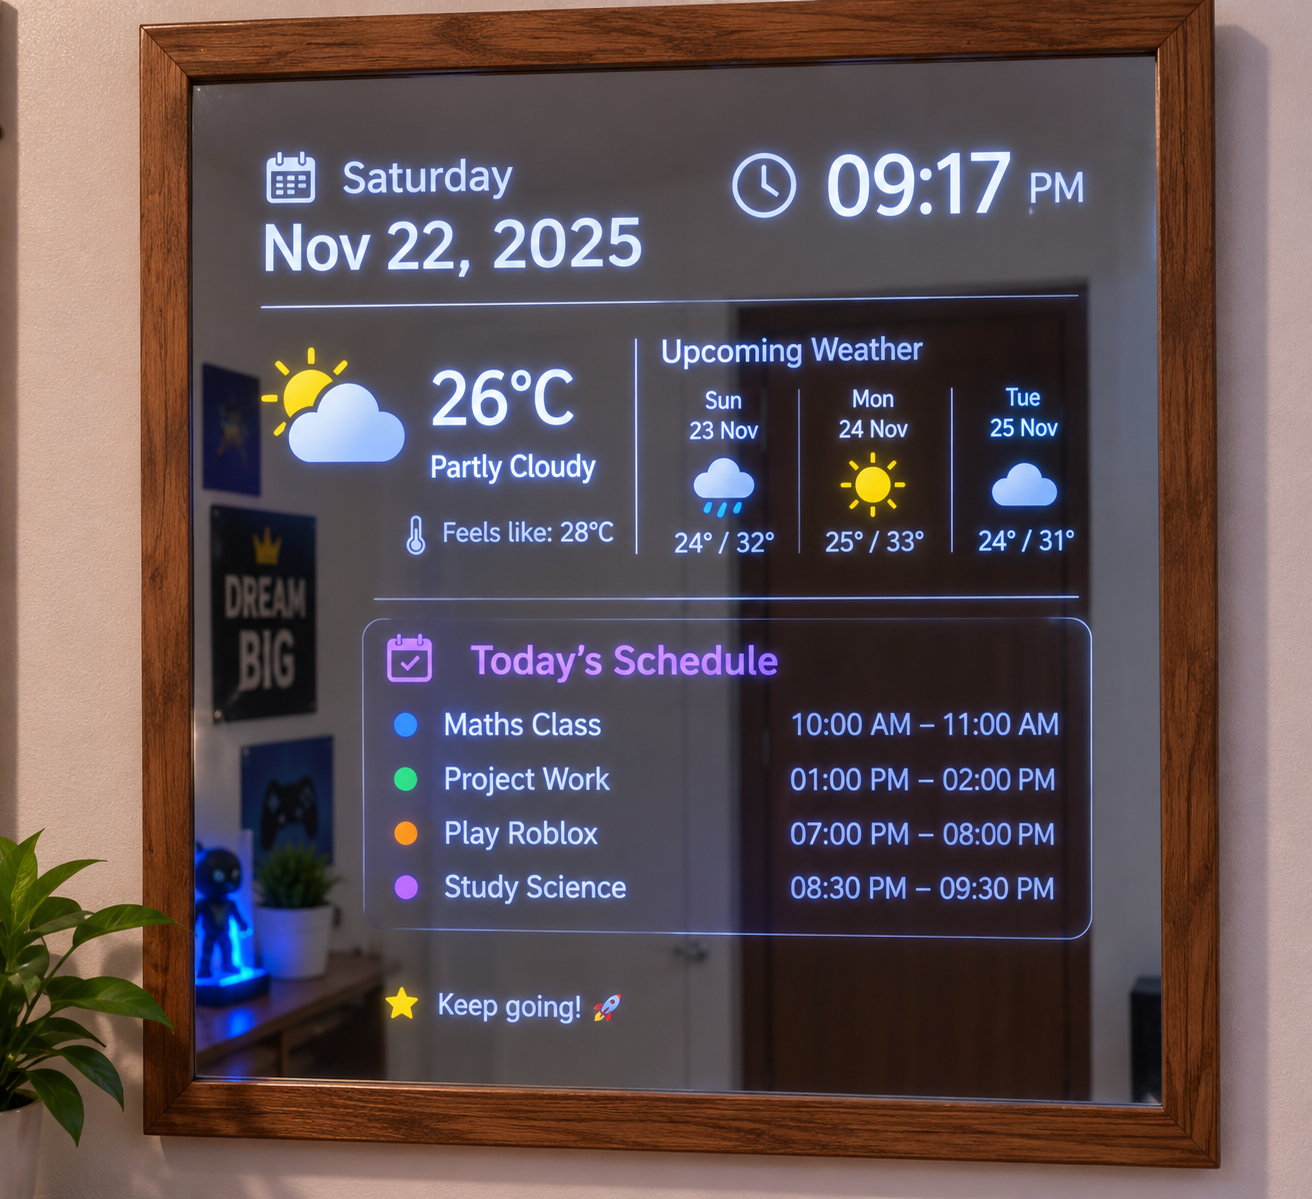 Saturday
Nov 22, 2025
09:17 PM
26°C
Partly Cloudy
Feels like: 28°C
Upcoming Weather
Sun
23 Nov
24° / 32°
Mon
24 Nov
25° / 33°
Tue
25 Nov
24° / 31°
Today's Schedule
Maths Class 10:00 AM – 11:00 AM
Project Work 01:00 PM – 02:00 PM
Play Roblox 07:00 PM – 08:00 PM
Study Science 08:30 PM – 09:30 PM
Keep going! 🚀
DREAM
BIG